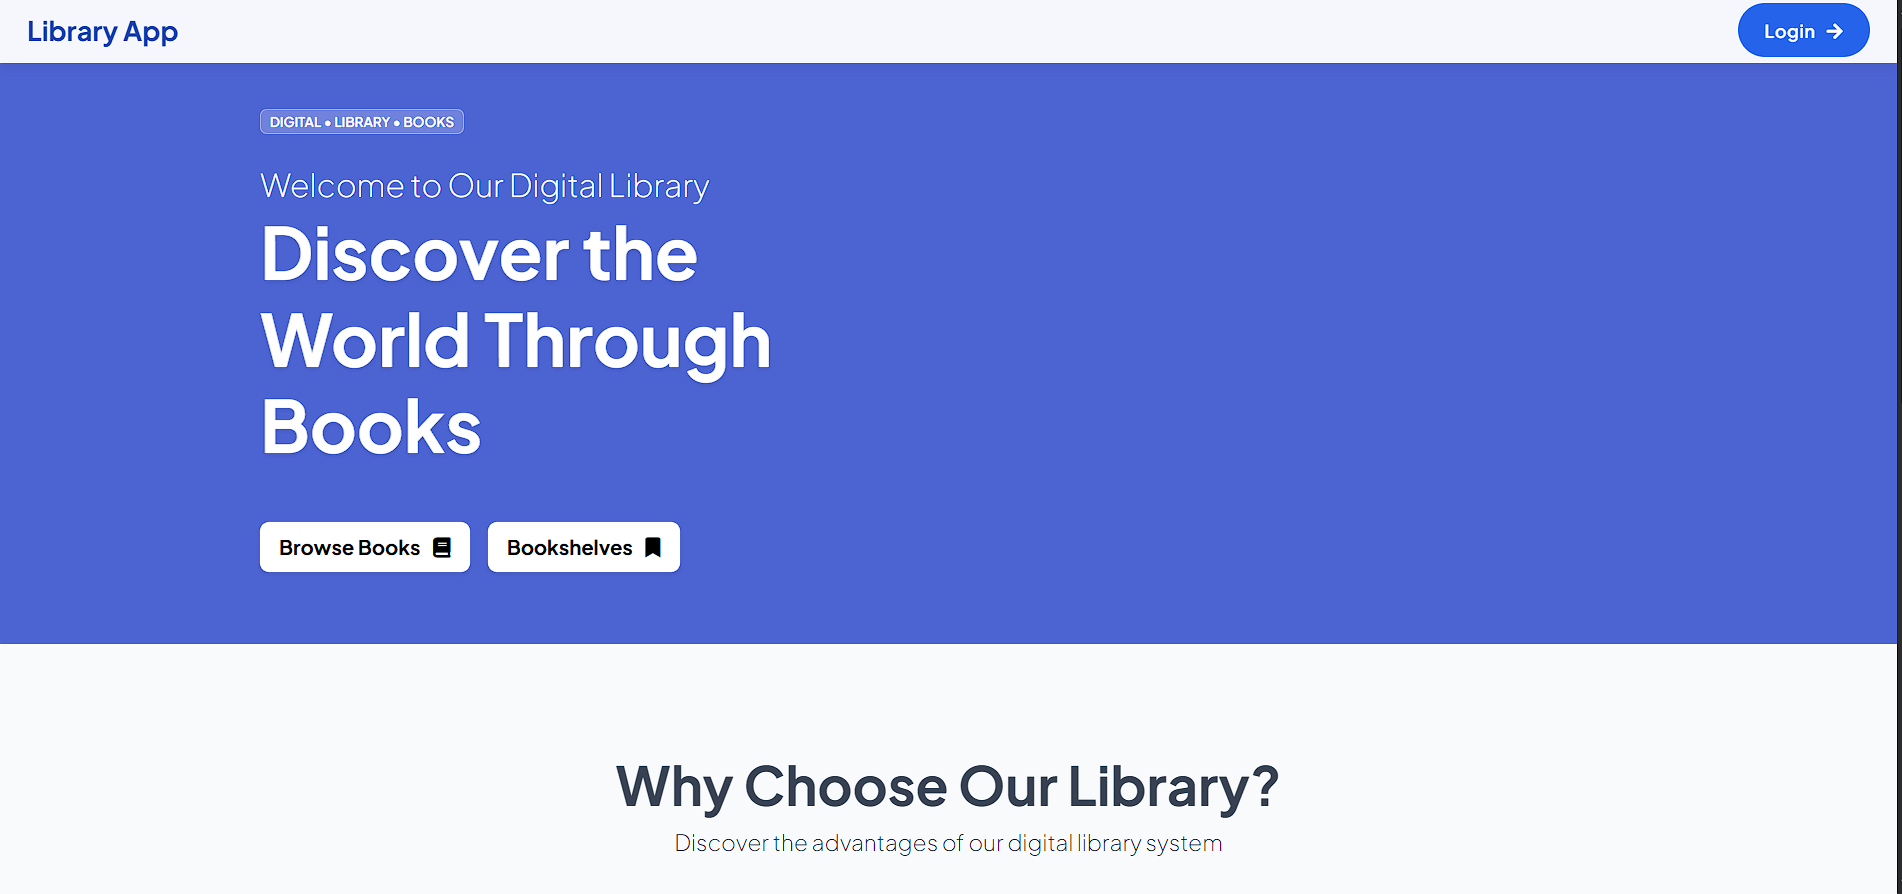 Library App
Login
DIGITAL • LIBRARY • BOOKS
Welcome to Our Digital Library
Discover the
World Through
Books
Browse Books
Bookshelves
Why Choose Our Library?
Discover the advantages of our digital library system